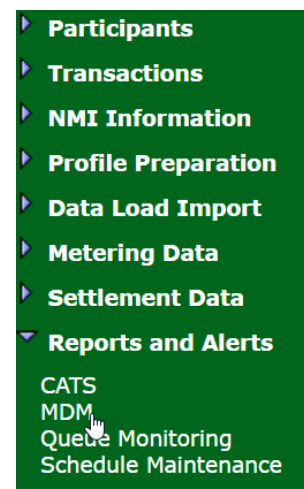 Participants
Transactions
NMI Information
Profile Preparation
Data Load Import
Metering Data
Settlement Data
Reports and Alerts
CATS
MDM
Queue Monitoring
Schedule Maintenance